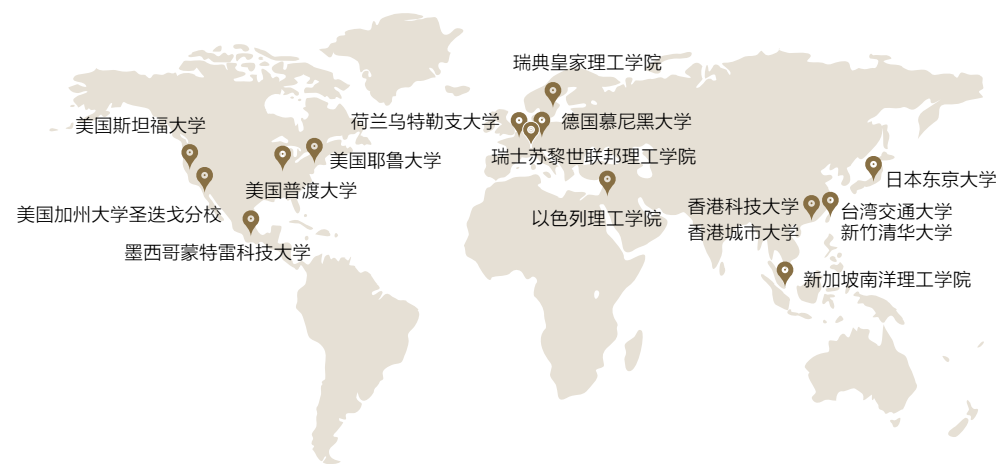 瑞典皇家理工学院
美国斯坦福大学
荷兰乌特勒支大学
德国慕尼黑大学
美国耶鲁大学
瑞士苏黎世联邦理工学院
美国普渡大学
日本东京大学
美国加州大学圣迭戈分校
以色列理工学院
香港科技大学
香港城市大学
台湾交通大学
新竹清华大学
墨西哥蒙特雷科技大学
新加坡南洋理工学院